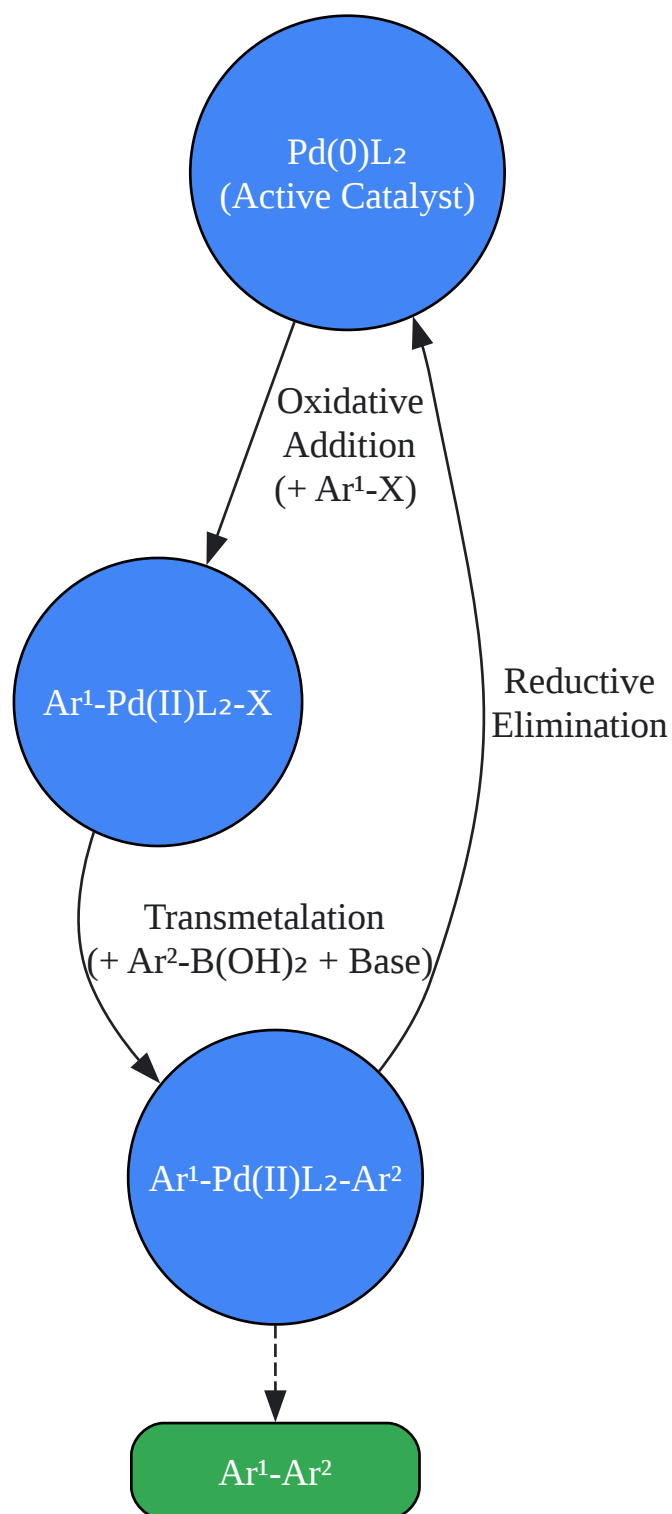 Pd(0)L₂
(Active Catalyst)
Oxidative
Addition
(+ Ar¹-X)
Ar¹-Pd(II)L₂-X
Reductive
Elimination
Transmetalation
(+ Ar²-B(OH)₂ + Base)
Ar¹-Pd(II)L₂-Ar²
Ar¹-Ar²